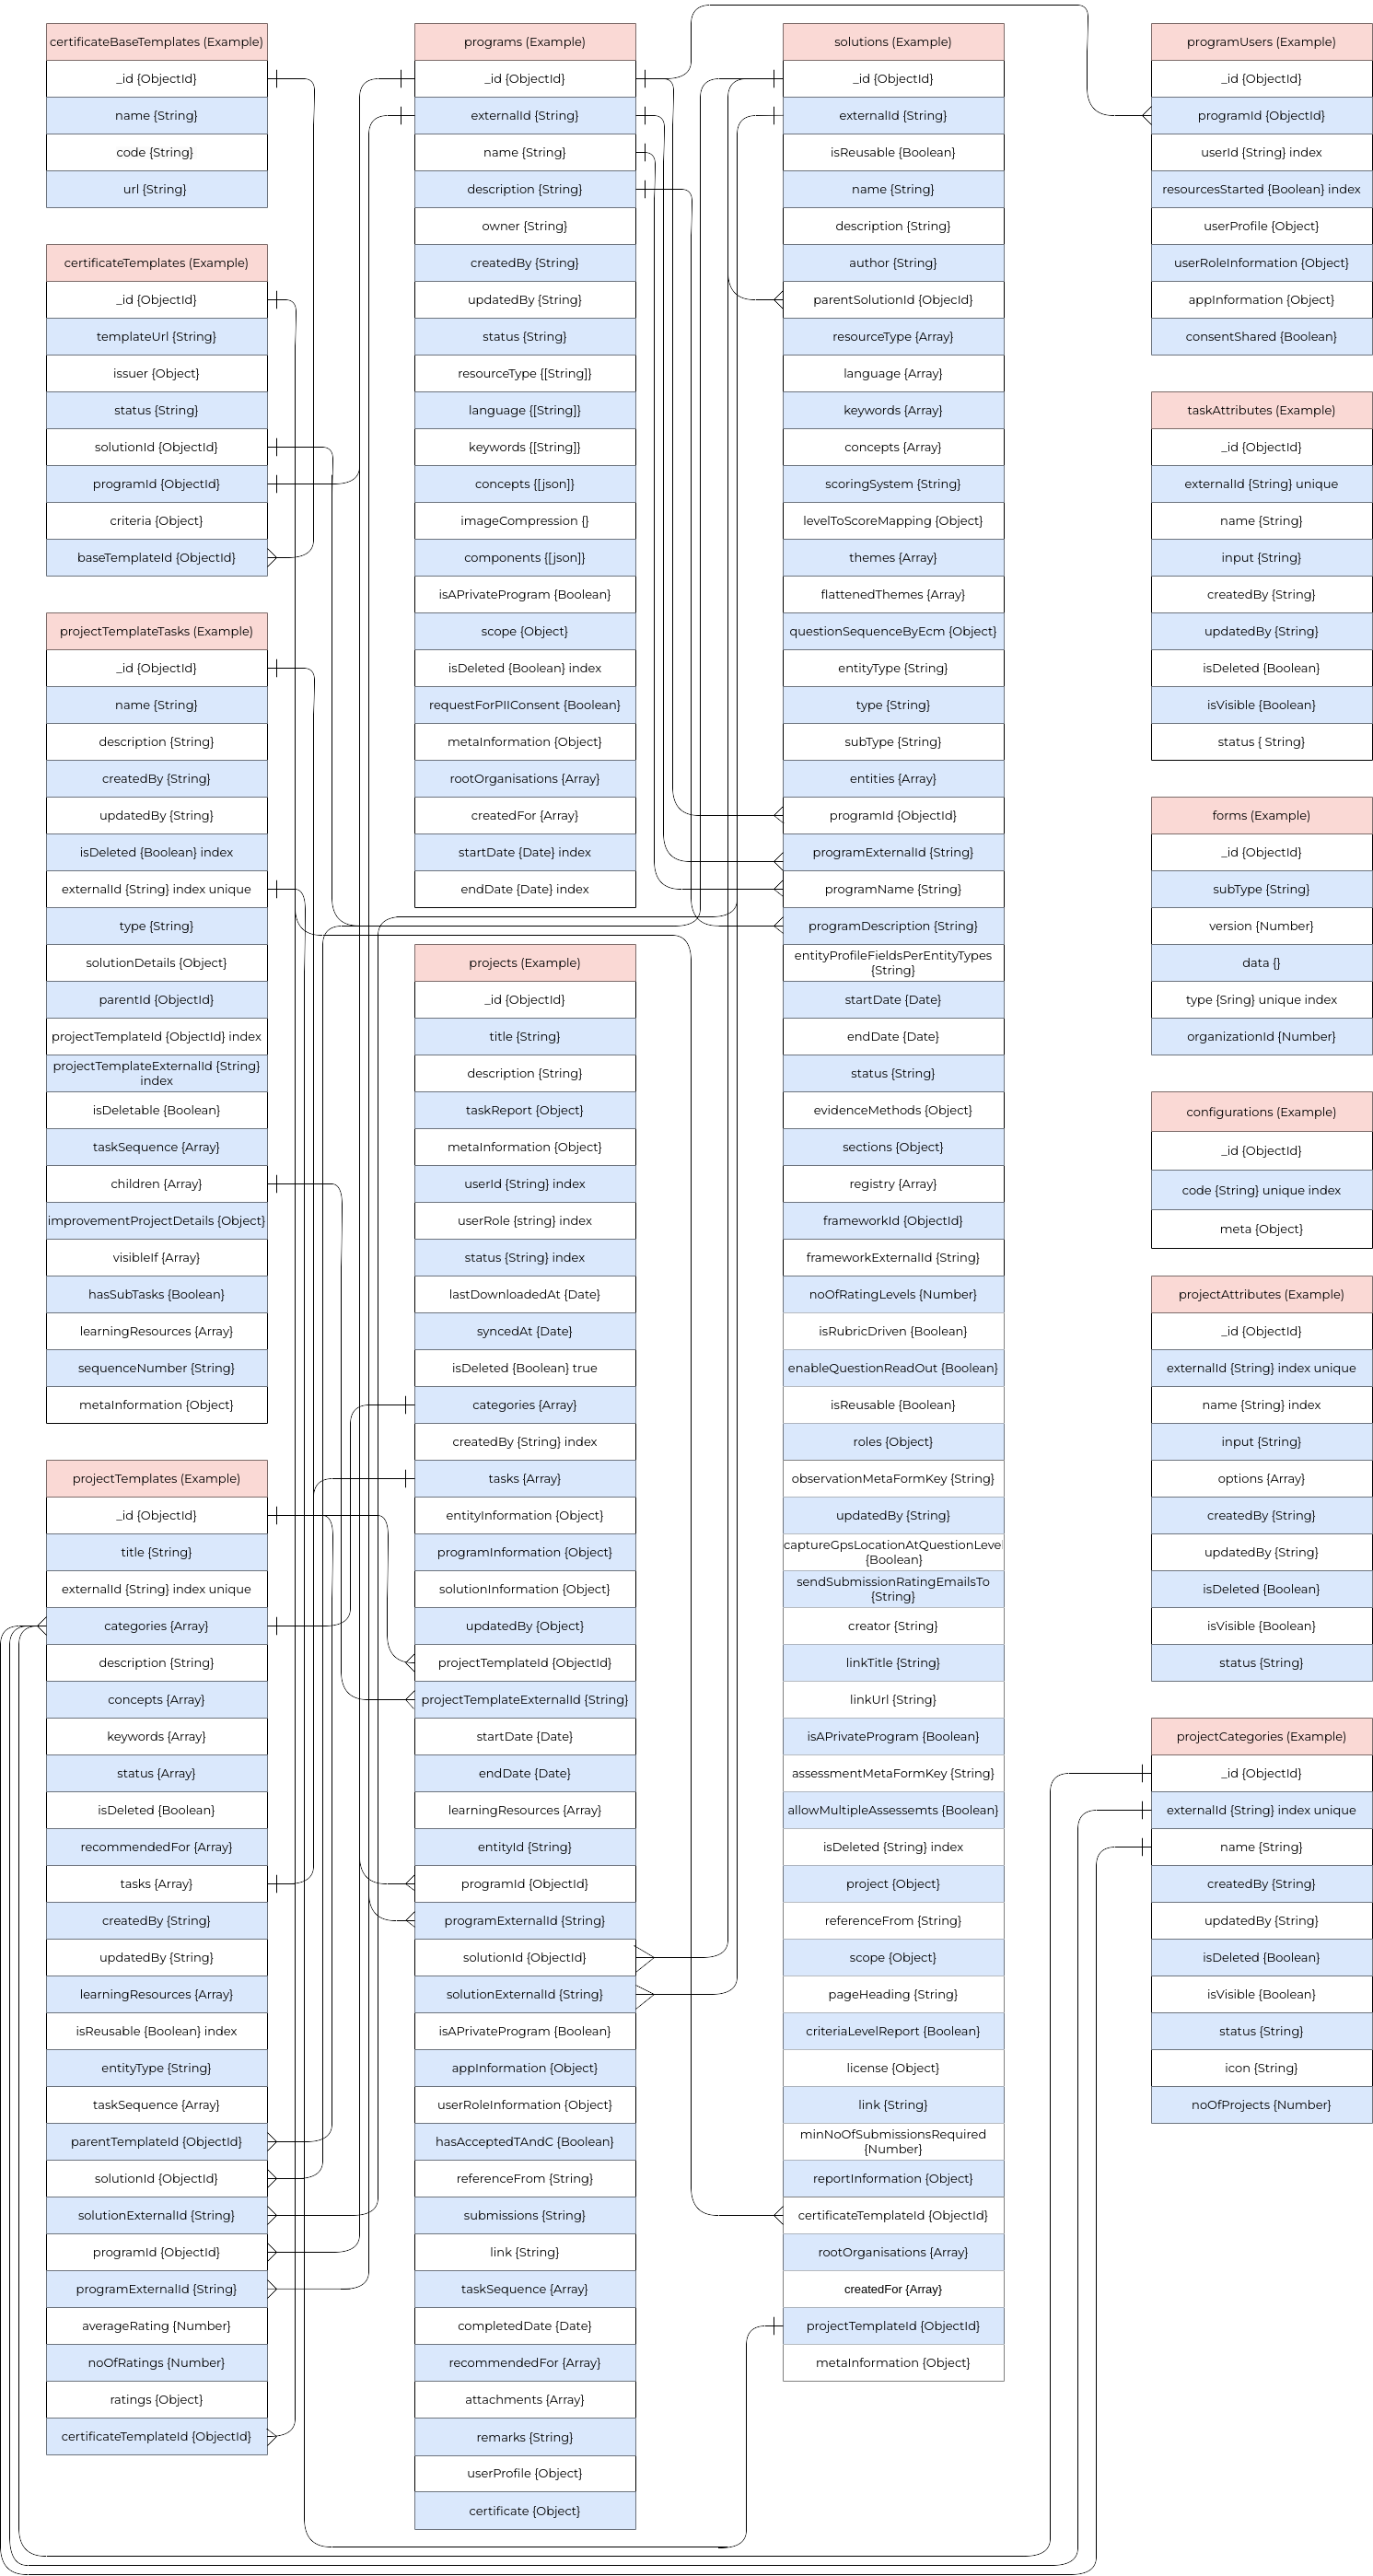 certificateBaseTemplates (Example)
_id {ObjectId}
name {String}
code {String}
url {String}
certificateTemplates (Example)
_id {ObjectId}
templateUrl {String}
issuer {Object}
status {String}
solutionId {ObjectId}
programId {ObjectId}
criteria {Object}
baseTemplateId {ObjectId}
projectTemplateTasks (Example)
_id {ObjectId}
name {String}
description {String}
createdBy {String}
updatedBy {String}
isDeleted {Boolean} index
externalId {String} index unique
type {String}
solutionDetails {Object}
parentId {ObjectId}
projectTemplateId {ObjectId} index
projectTemplateExternalId {String}
index
isDeletable {Boolean}
taskSequence {Array}
children {Array}
improvementProjectDetails {Object}
visibleIf {Array}
hasSubTasks {Boolean}
learningResources {Array}
sequenceNumber {String}
metaInformation {Object}
projectTemplates (Example)
_id {ObjectId}
title {String}
externalId {String} index unique
categories {Array}
description {String}
concepts {Array}
keywords {Array}
status {Array}
isDeleted {Boolean}
recommendedFor {Array}
tasks {Array}
createdBy {String}
updatedBy {String}
learningResources {Array}
isReusable {Boolean} index
entityType {String}
taskSequence {Array}
parentTemplateId {ObjectId}
solutionId {ObjectId}
solutionExternalId {String}
programId {ObjectId}
programExternalId {String}
averageRating {Number}
noOfRatings {Number}
ratings {Object}
certificateTemplateId {ObjectId}
programs (Example)
_id {ObjectId}
externalId {String}
name {String}
description {String}
owner {String}
createdBy {String}
updatedBy {String}
status {String}
resourceType {[String]}
language {[String]}
keywords {[String]}
concepts {[json]}
imageCompression {}
components {[json]}
isAPrivateProgram {Boolean}
scope {Object}
isDeleted {Boolean} index
requestForPIIConsent {Boolean}
metaInformation {Object}
rootOrganisations {Array}
createdFor {Array}
startDate {Date} index
endDate {Date} index
projects (Example)
_id {ObjectId}
title {String}
description {String}
taskReport {Object}
metaInformation {Object}
userId {String} index
userRole {string} index
status {String} index
lastDownloadedAt {Date}
syncedAt {Date}
isDeleted {Boolean} true
categories {Array}
createdBy {String} index
tasks {Array}
entityInformation {Object}
programInformation {Object}
solutionInformation {Object}
updatedBy {Object}
projectTemplateId {ObjectId}
projectTemplateExternalId {String}
startDate {Date}
endDate {Date}
learningResources {Array}
entityId {String}
programId {ObjectId}
programExternalId {String}
solutionId {ObjectId}
solutionExternalId {String}
isAPrivateProgram {Boolean}
appInformation {Object}
userRoleInformation {Object}
hasAcceptedTAndC {Boolean}
referenceFrom {String}
submissions {String}
link {String}
taskSequence {Array}
completedDate {Date}
recommendedFor {Array}
attachments {Array}
remarks {String}
userProfile {Object}
certificate {Object}
solutions (Example)
_id {ObjectId}
externalId {String}
isReusable {Boolean}
name {String}
description {String}
author {String}
parentSolutionId {ObjecId}
resourceType {Array}
language {Array}
keywords {Array}
concepts {Array}
scoringSystem {String}
levelToScoreMapping {Object}
themes {Array}
flattenedThemes {Array}
questionSequenceByEcm {Object}
entityType {String}
type {String}
subType {String}
entities {Array}
programId {ObjectId}
programExternalId {String}
programName {String}
programDescription {String}
entityProfileFieldsPerEntityTypes
{String}
startDate {Date}
endDate {Date}
status {String}
evidenceMethods {Object}
sections {Object}
registry {Array}
frameworkId {ObjectId}
frameworkExternalId {String}
noOfRatingLevels {Number}
isRubricDriven {Boolean}
enableQuestionReadOut {Boolean}
isReusable {Boolean}
roles {Object}
observationMetaFormKey {String}
updatedBy {String}
captureGpsLocationAtQuestionLevel
{Boolean}
sendSubmissionRatingEmailsTo
{String}
creator {String}
linkTitle {String}
linkUrl {String}
isAPrivateProgram {Boolean}
assessmentMetaFormKey {String}
allowMultipleAssessemts {Boolean}
isDeleted {String} index
project {Object}
referenceFrom {String}
scope {Object}
pageHeading {String}
criteriaLevelReport {Boolean}
license {Object}
link {String}
minNoOfSubmissionsRequired
{Number}
reportInformation {Object}
certificateTemplateId {ObjectId}
rootOrganisations {Array}
createdFor {Array}
projectTemplateId {ObjectId}
metaInformation {Object}
programUsers (Example)
_id {ObjectId}
programId {ObjectId}
userId {String} index
resourcesStarted {Boolean} index
userProfile {Object}
userRoleInformation {Object}
appInformation {Object}
consentShared {Boolean}
taskAttributes (Example)
_id {ObjectId}
externalId {String} unique
name {String}
input {String}
createdBy {String}
updatedBy {String}
isDeleted {Boolean}
isVisible {Boolean}
status { String}
forms (Example)
_id {ObjectId}
subType {String}
version {Number}
data {}
type {Sring} unique index
organizationId {Number}
configurations (Example)
_id {ObjectId}
code {String} unique index
meta {Object}
projectAttributes (Example)
_id {ObjectId}
externalId {String} index unique
name {String} index
input {String}
options {Array}
createdBy {String}
updatedBy {String}
isDeleted {Boolean}
isVisible {Boolean}
status {String}
projectCategories (Example)
_id {ObjectId}
externalId {String} index unique
name {String}
createdBy {String}
updatedBy {String}
isDeleted {Boolean}
isVisible {Boolean}
status {String}
icon {String}
noOfProjects {Number}